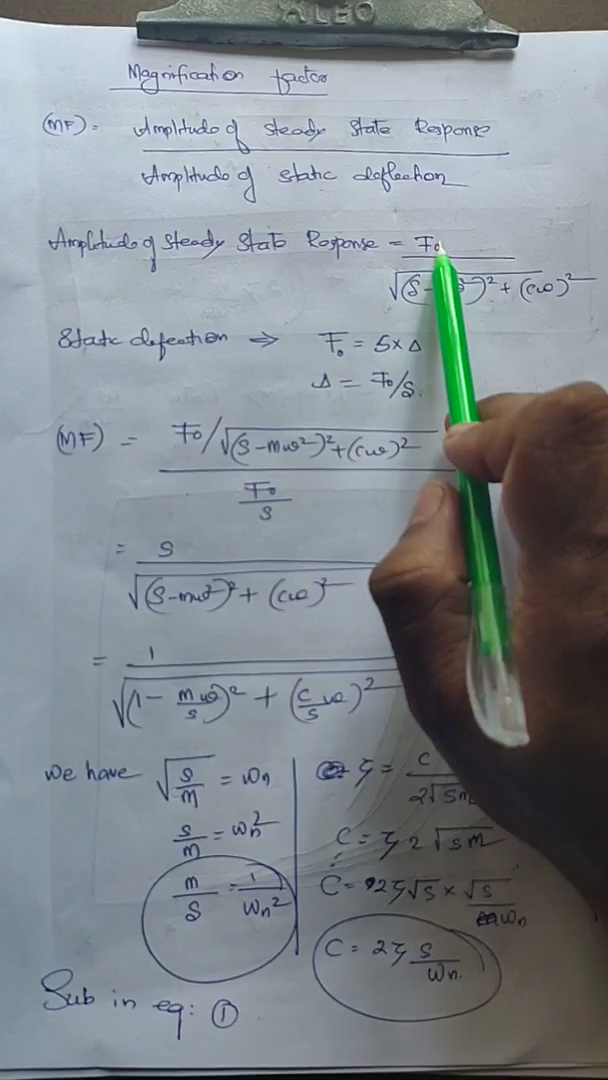 ALEO
Magnification factor
(MF) = Amplitude of steady State Response
Amplitude of static deflection
Amplitude of Steady State Response = F₀
√(S- )² + (cω)²
Static deflection ⇒ F₀ = S×Δ
Δ = F₀/S.
(MF) = F₀/√(S-mω²)²+(cω)²
F₀
S
= S
√(S-mω²)² + (cω)²
= 1
√(1 - mω²/s)² + (c/s ω)²
we have √S/m = ωn
S/m = ωn²
m/S = 1/ωn²
ζ = C
2√Sm
C = ζ 2√Sm
C = 2ζ√S × √S/ωn
C = 2ζ S/ωn.
Sub in eq: ①